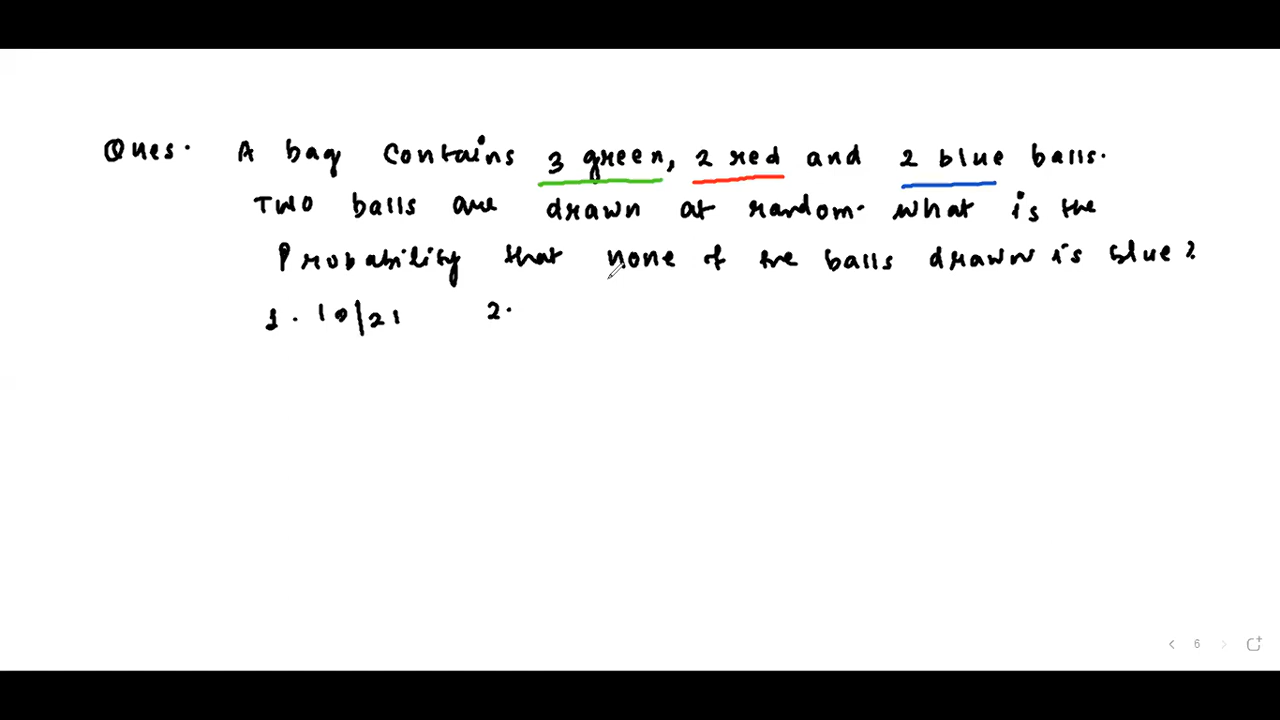 Ques. A bag contains 3 green, 2 red and 2 blue balls.
Two balls are drawn at random. What is the
Probability that none of the balls drawn is blue?
1. 10/21 2.
6